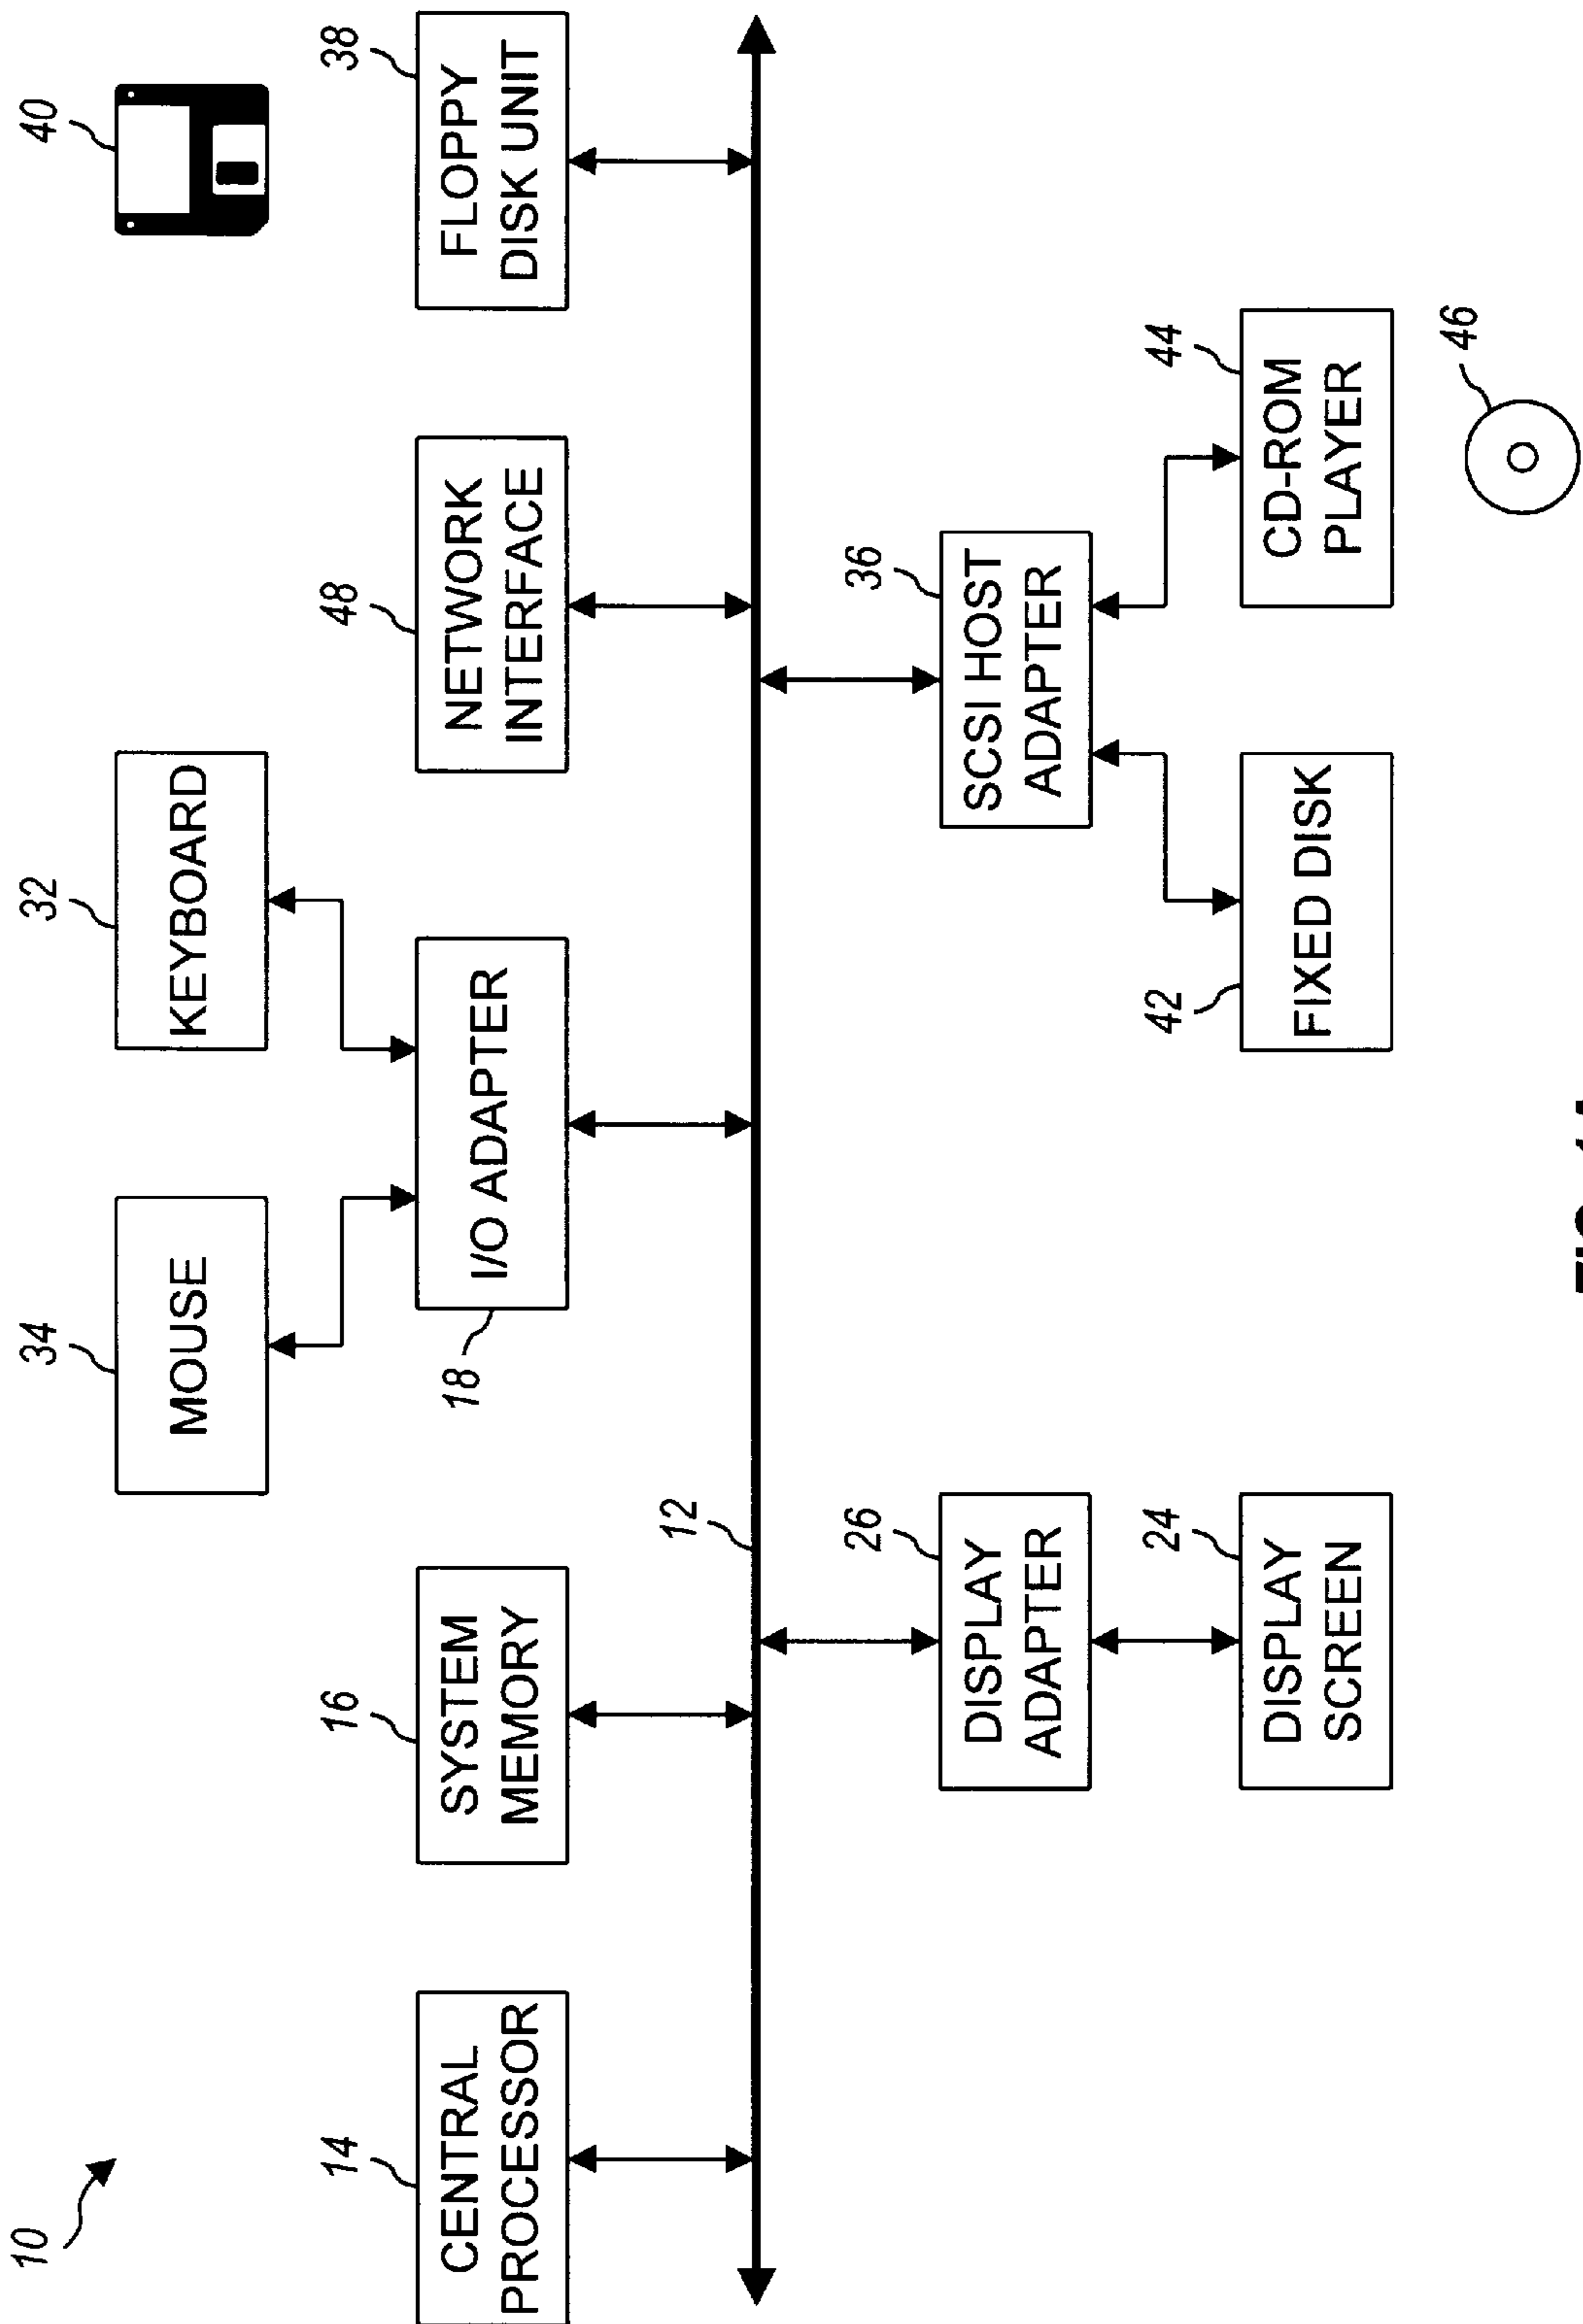 10
34
32
40
MOUSE
KEYBOARD
14
16
18
48
38
CENTRAL
PROCESSOR
SYSTEM
MEMORY
I/O ADAPTER
NETWORK
INTERFACE
FLOPPY
DISK UNIT
12
26
36
DISPLAY
ADAPTER
SCSI HOST
ADAPTER
24
42
44
DISPLAY
SCREEN
FIXED DISK
CD-ROM
PLAYER
46